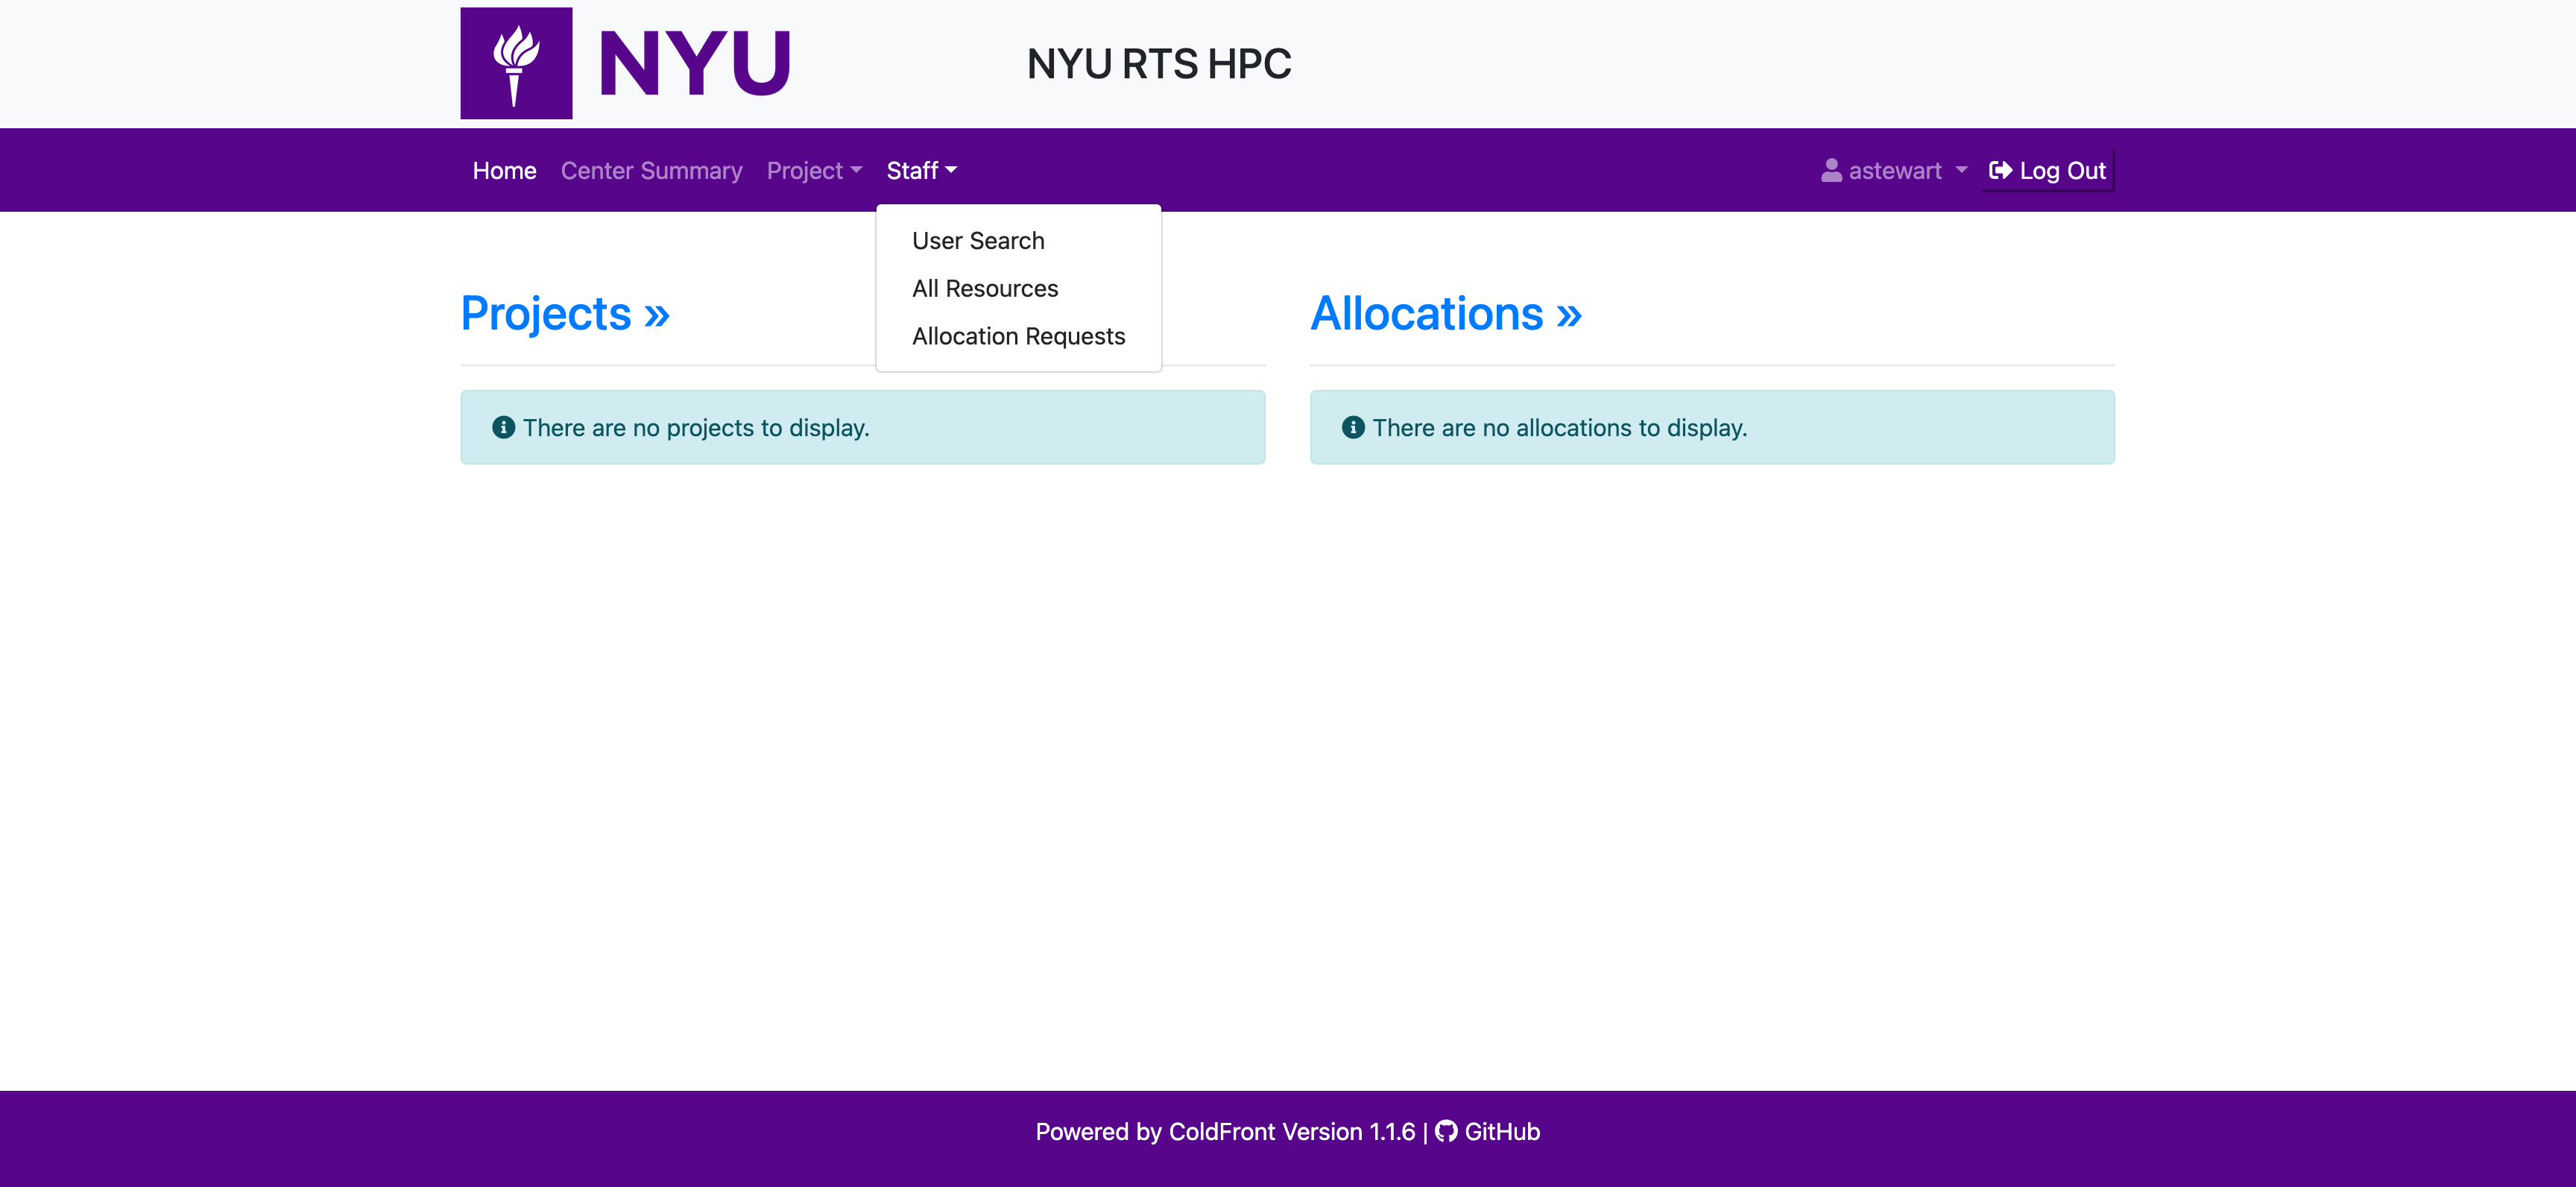 NYU
NYU RTS HPC
Home Center Summary Project Staff astewart Log Out
User Search
All Resources
Allocation Requests
Projects »
There are no projects to display.
Allocations »
There are no allocations to display.
Powered by ColdFront Version 1.1.6 | GitHub